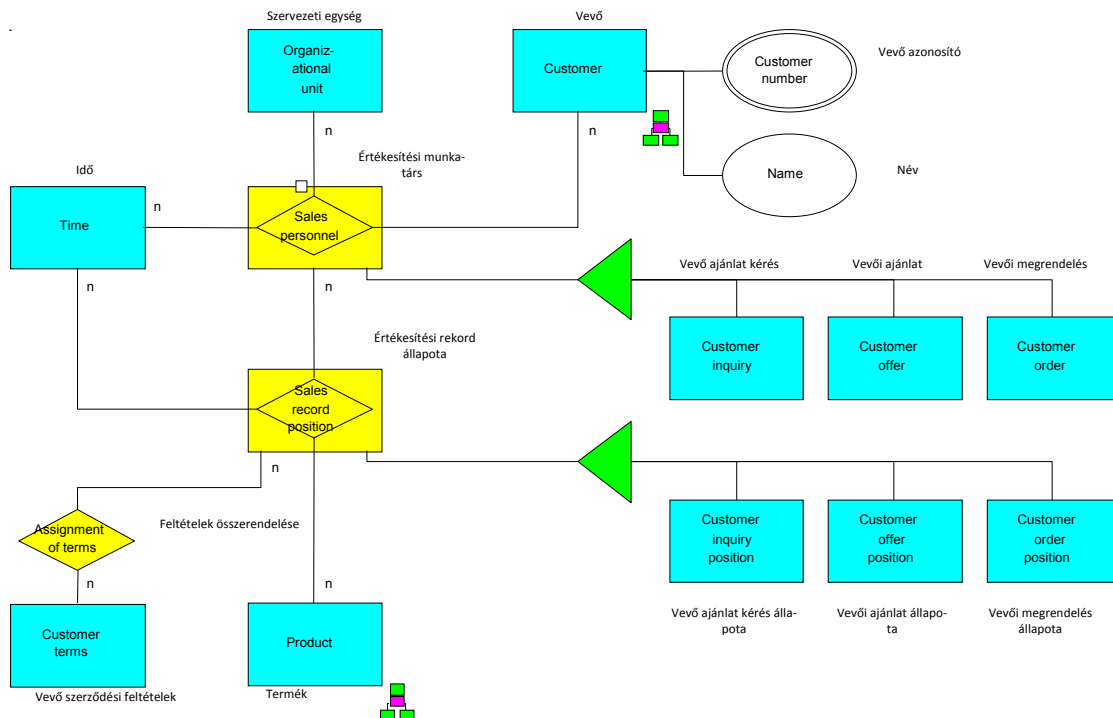 Szervezeti egység
Vevő
Organiz-
ational
unit
Customer
Customer
number
Vevő azonosító
n
n
Értékesítési munka-
társ
Idő
n
Name
Név
Time
Sales
personnel
n
n
Vevő ajánlat kérés
Vevői ajánlat
Vevői megrendelés
Értékesítési rekord
állapota
Customer
inquiry
Customer
offer
Customer
order
Sales
record
position
n
Assignment
of terms
Feltételek összerendelése
Customer
inquiry
position
Customer
offer
position
Customer
order
position
n
n
Customer
terms
Product
Vevő ajánlat kérés álla-
pota
Vevői ajánlat állapo-
ta
Vevői megrendelés
állapota
Vevő szerződési feltételek
Termék